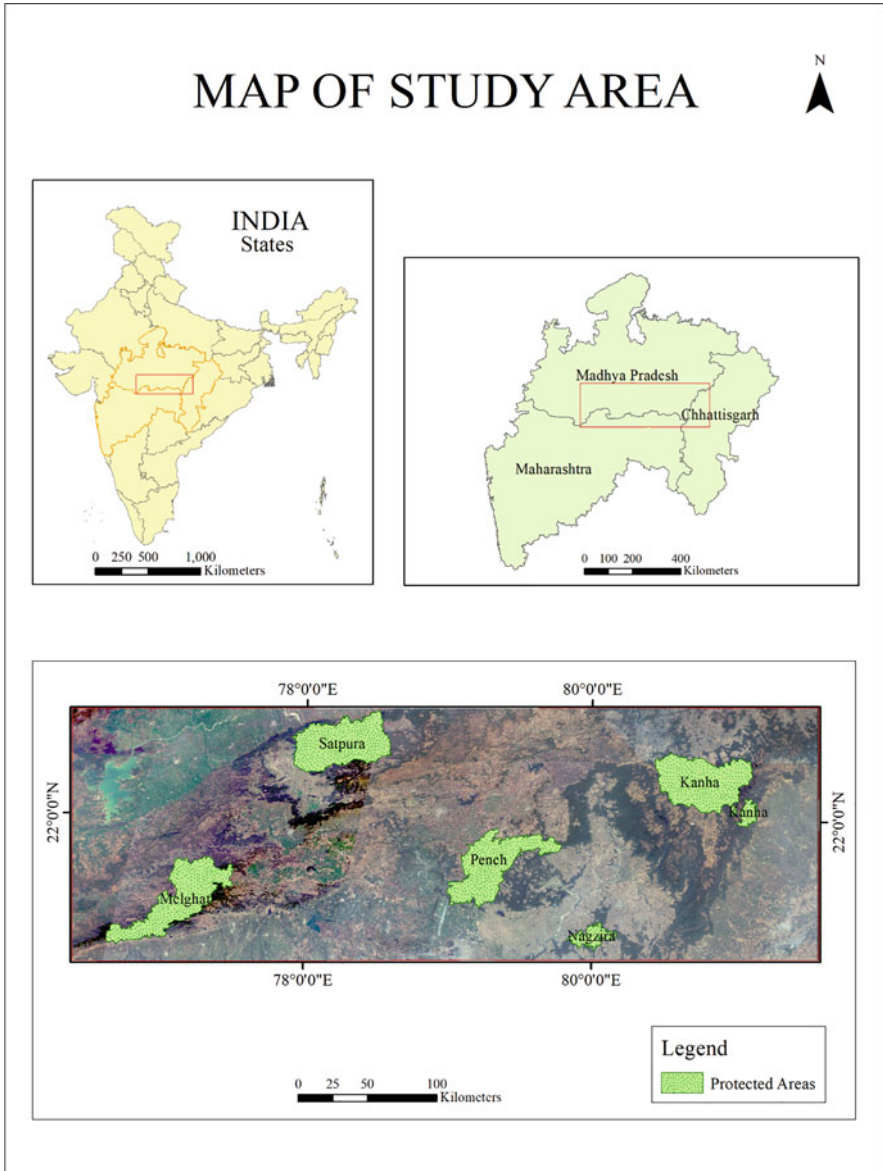 N
MAP OF STUDY AREA
INDIA
States
0 250 500 1,000
Kilometers
Madhya Pradesh
Chhattisgarh
Maharashtra
0 100 200 400
Kilometers
78°0'0"E 80°0'0"E
Satpura
Kanha
Kanha
22°0'0"N
22°0'0"N
Pench
Melghat
Nagzira
78°0'0"E 80°0'0"E
Legend
Protected Areas
0 25 50 100
Kilometers